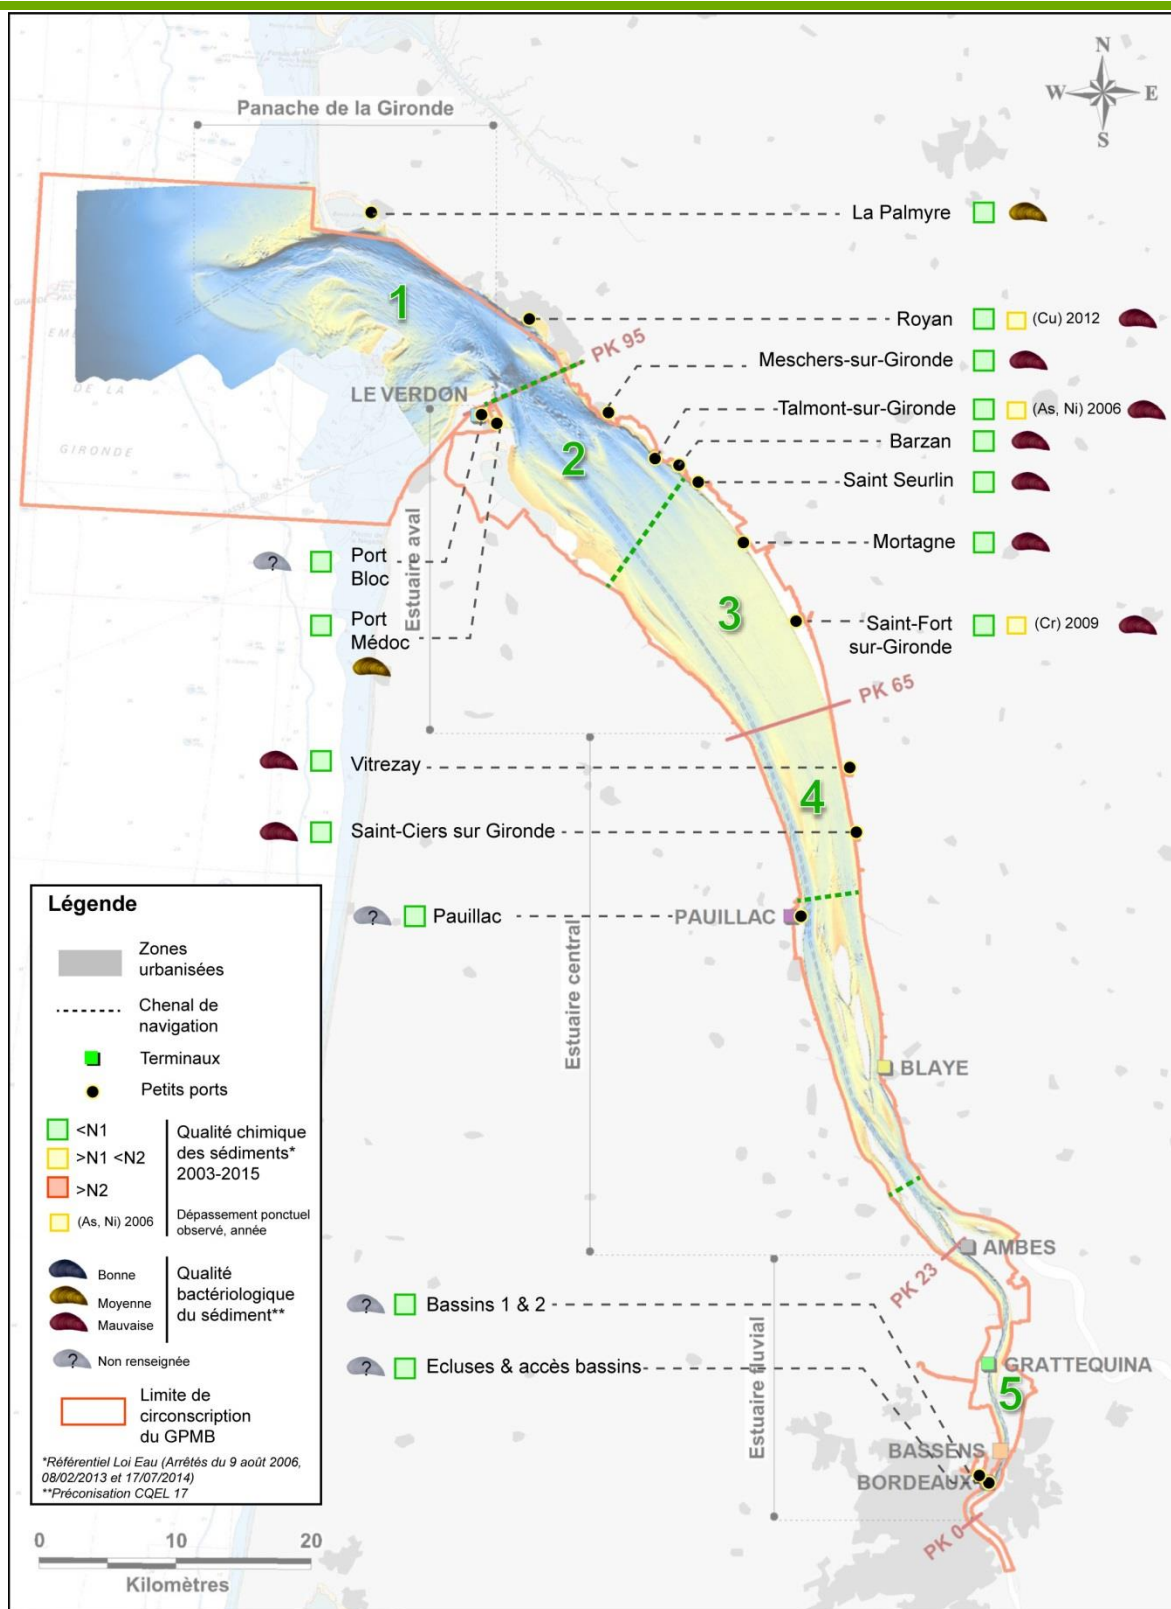 N
W E
S
Panache de la Gironde
La Palmyre
1
Royan (Cu) 2012
PK 95
Meschers-sur-Gironde
LE VERDON
Talmont-sur-Gironde (As, Ni) 2006
Barzan
DE LA
GIRONDE
2
Saint Seurlin
Mortagne
Estuaire aval
Port
Bloc
3
Port
Médoc
Saint-Fort
sur-Gironde
(Cr) 2009
PK 65
Vitrezay
4
Saint-Ciers sur Gironde
? Pauillac
PAUILLAC
Estuaire central
BLAYE
AMBES
PK 23
? Bassins 1 & 2
? Ecluses & accès bassins
Estuaire fluvial
GRATTEQUINA
5
BASSENS
BORDEAUX
PK 0
?
Légende
Zones
urbanisées
Chenal de
navigation
Terminaux
Petits ports
<N1
>N1 <N2
>N2
Qualité chimique
des sédiments*
2003-2015
(As, Ni) 2006
Dépassement ponctuel
observé, année
Bonne
Moyenne
Mauvaise
Qualité
bactériologique
du sédiment**
? Non renseignée
Limite de
circonscription
du GPMB
*Référentiel Loi Eau (Arrêtés du 9 août 2006,
08/02/2013 et 17/07/2014)
**Préconisation CQEL 17
0 10 20
Kilomètres